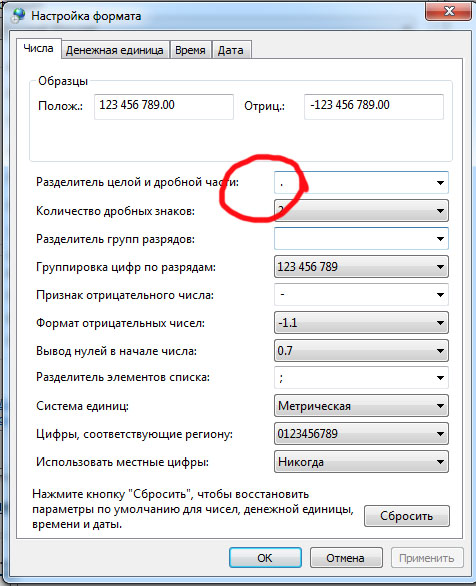 Настройка формата
Числа Денежная единица Время Дата
Образцы
Полож.: 123 456 789.00 Отриц.: -123 456 789.00
Разделитель целой и дробной части: .
Количество дробных знаков: 2
Разделитель групп разрядов:
Группировка цифр по разрядам: 123 456 789
Признак отрицательного числа: -
Формат отрицательных чисел: -1.1
Вывод нулей в начале числа: 0.7
Разделитель элементов списка: ;
Система единиц: Метрическая
Цифры, соответствующие региону: 0123456789
Использовать местные цифры: Никогда
Нажмите кнопку "Сбросить", чтобы восстановить
параметры по умолчанию для чисел, денежной единицы,
времени и даты.
Сбросить
ОК Отмена Применить